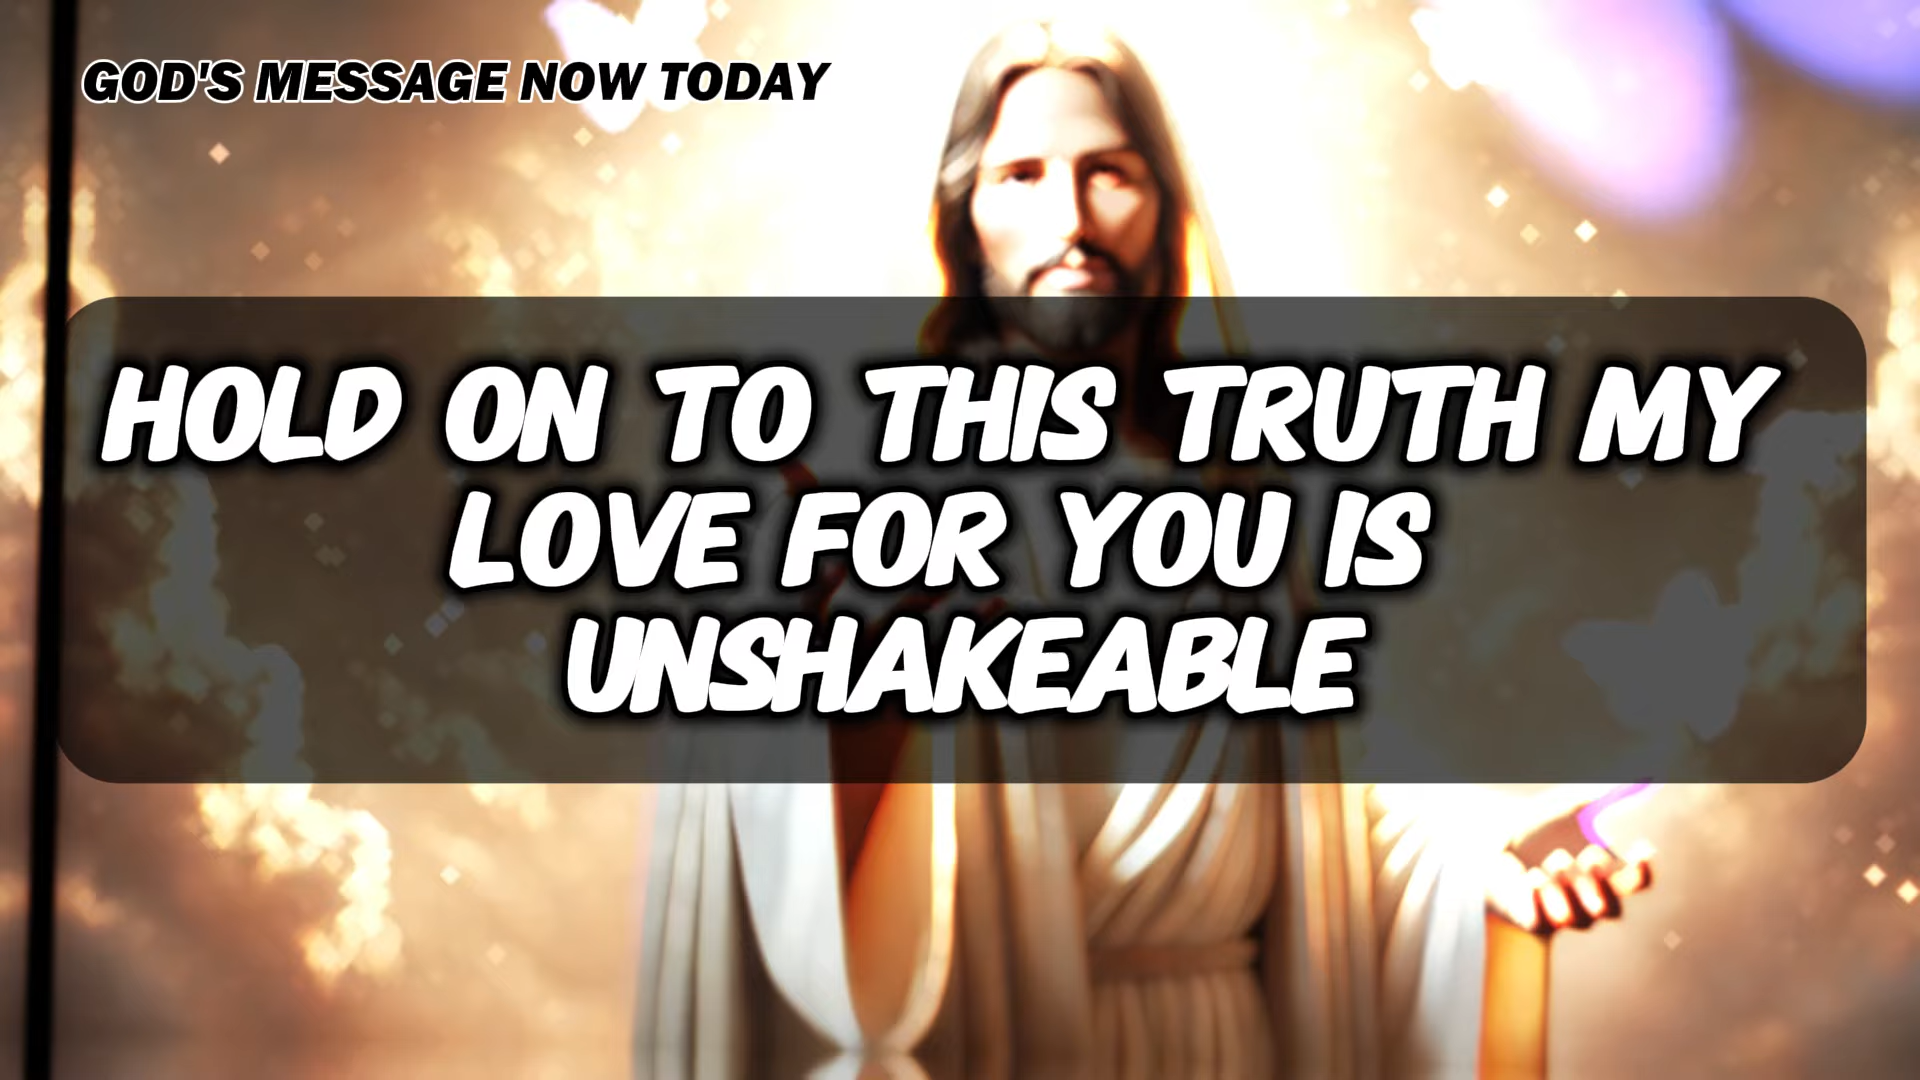 GOD'S MESSAGE NOW TODAY
HOLD ON TO THIS TRUTH MY
LOVE FOR YOU IS
UNSHAKEABLE